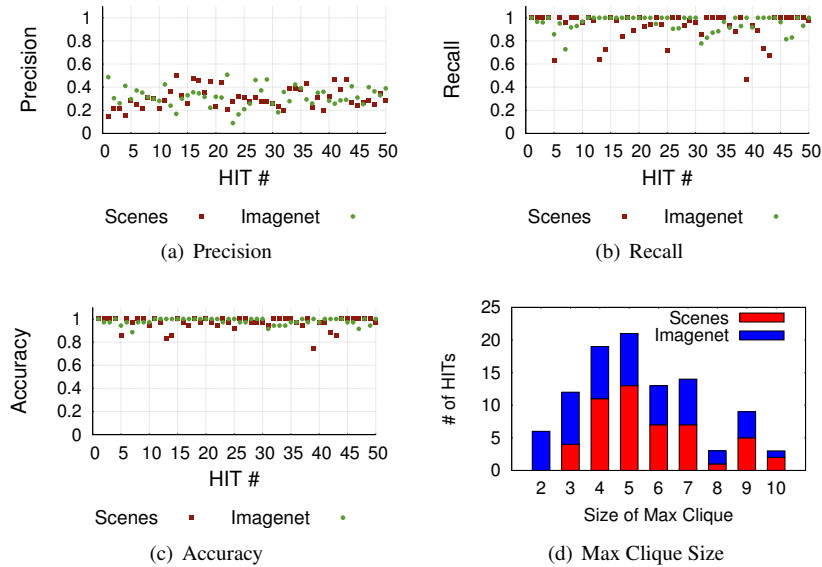 1
0.8
0.6
0.4
0.2
0
Precision
0 5 10 15 20 25 30 35 40 45 50
HIT #
Scenes Imagenet
(a) Precision
1
0.8
0.6
0.4
0.2
0
Recall
0 5 10 15 20 25 30 35 40 45 50
HIT #
Scenes Imagenet
(b) Recall
1
0.8
0.6
0.4
0.2
0
Accuracy
0 5 10 15 20 25 30 35 40 45 50
HIT #
Scenes Imagenet
(c) Accuracy
25
20
15
10
5
0
# of HITs
Scenes
Imagenet
2 3 4 5 6 7 8 9 10
Size of Max Clique
(d) Max Clique Size